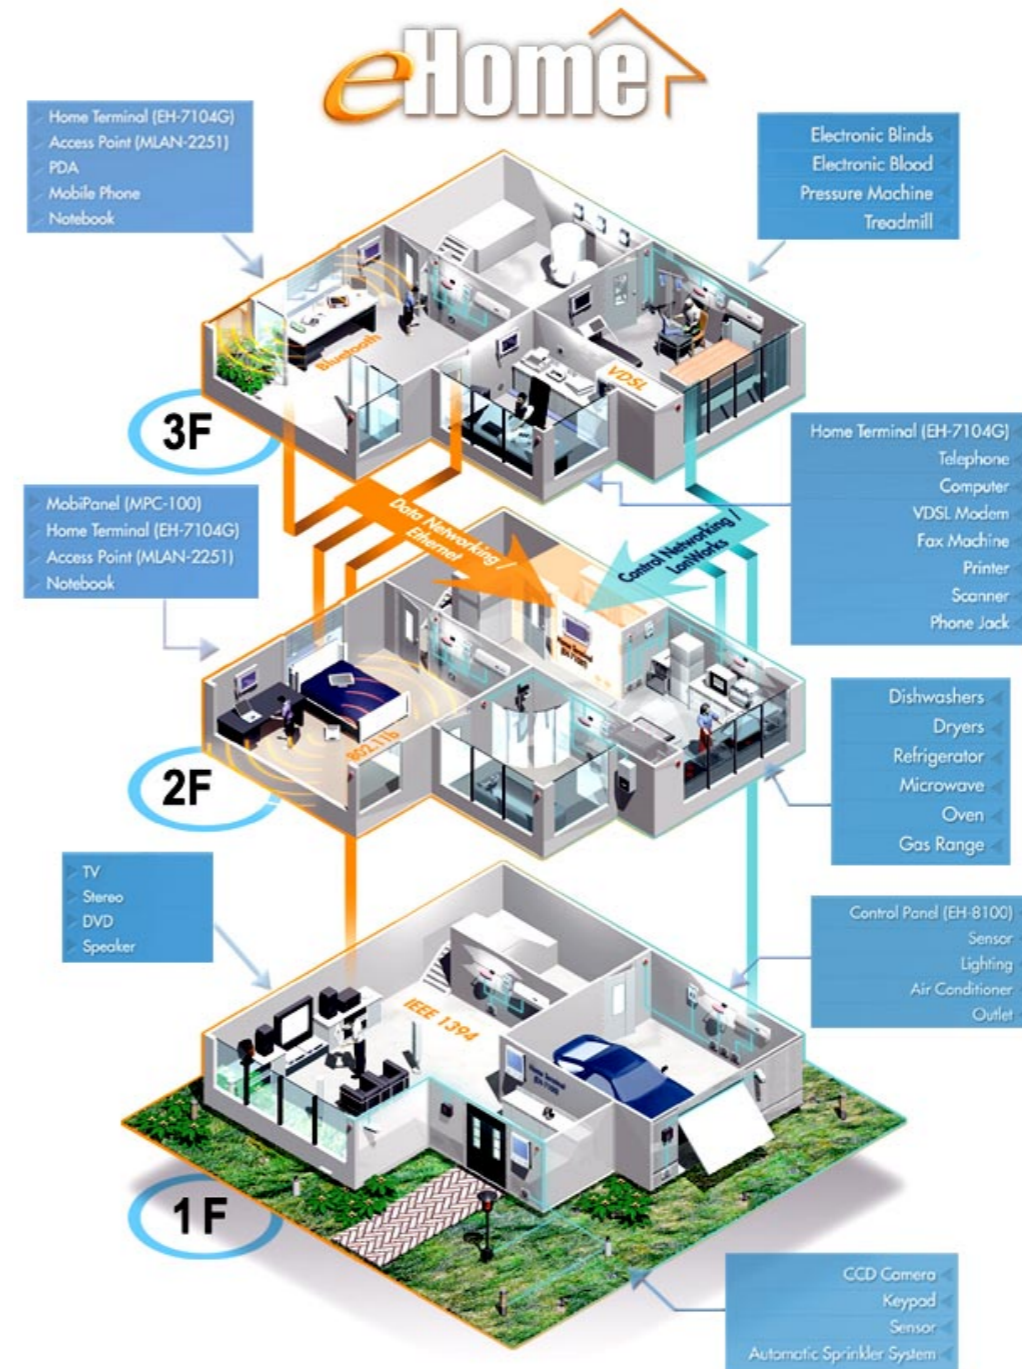 eHome
Home Terminal (EH-7104G)
Access Point (MLAN-2251)
PDA
Mobile Phone
Notebook
Electronic Blinds
Electronic Blood
Pressure Machine
Treadmill
Bluetooth
VDSL
3F
Home Terminal (EH-7104G)
Telephone
Computer
VDSL Modem
Fax Machine
Printer
Scanner
Phone Jack
MobiPanel (MPC-100)
Home Terminal (EH-7104G)
Access Point (MLAN-2251)
Notebook
Data Networking /
Ethernet
Control Networking /
LonWorks
Home Terminal
802.11b
2F
Dishwashers
Dryers
Refrigerator
Microwave
Oven
Gas Range
TV
Stereo
DVD
Speaker
Control Panel (EH-8100)
Sensor
Lighting
Air Conditioner
Outlet
IEEE 1394
Home Terminal
1F
CCD Camera
Keypad
Sensor
Automatic Sprinkler System